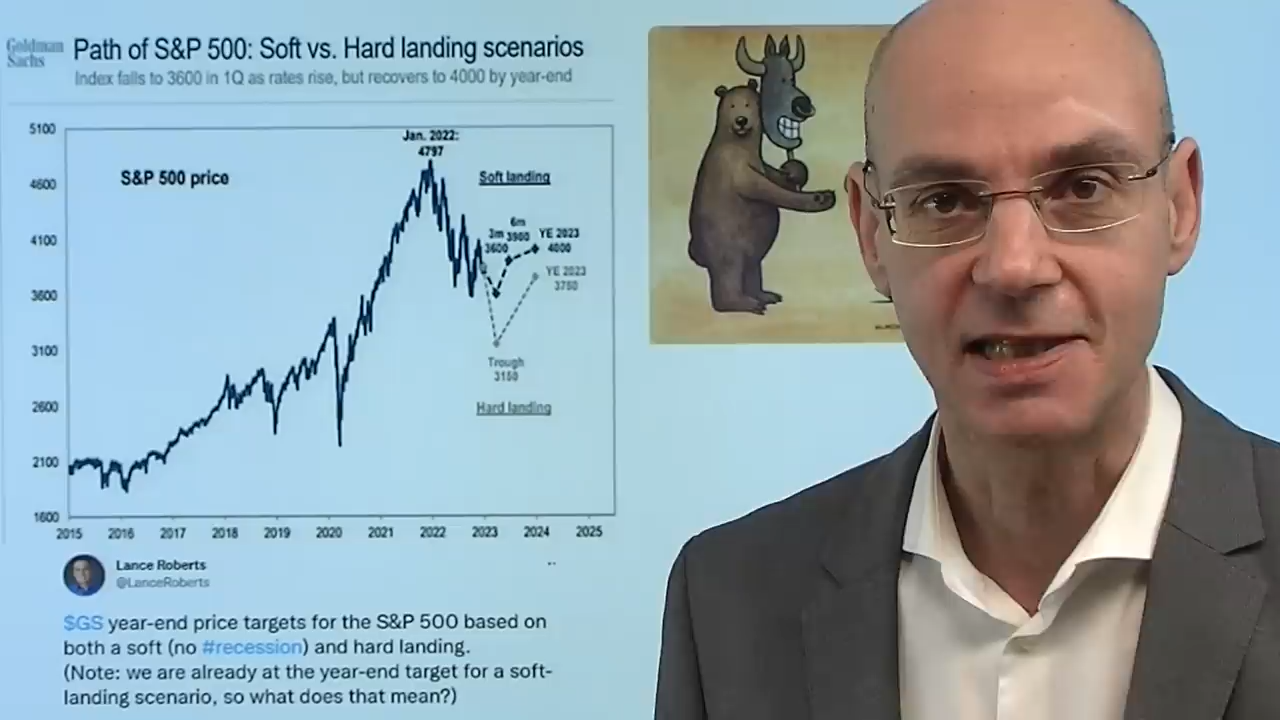 Goldman
Sachs
Path of S&P 500: Soft vs. Hard landing scenarios
Index falls to 3600 in 1Q as rates rise, but recovers to 4000 by year-end
5100
4600
4100
3600
3100
2600
2100
1600
S&P 500 price
Jan. 2022:
4797
Soft landing
3m
3600
6m
3900
YE 2023
4000
YE 2023
3750
Trough
3150
Hard landing
2015 2016 2017 2018 2019 2020 2021 2022 2023 2024 2025
Lance Roberts
@LanceRoberts
$GS year-end price targets for the S&P 500 based on
both a soft (no #recession) and hard landing.
(Note: we are already at the year-end target for a soft-
landing scenario, so what does that mean?)